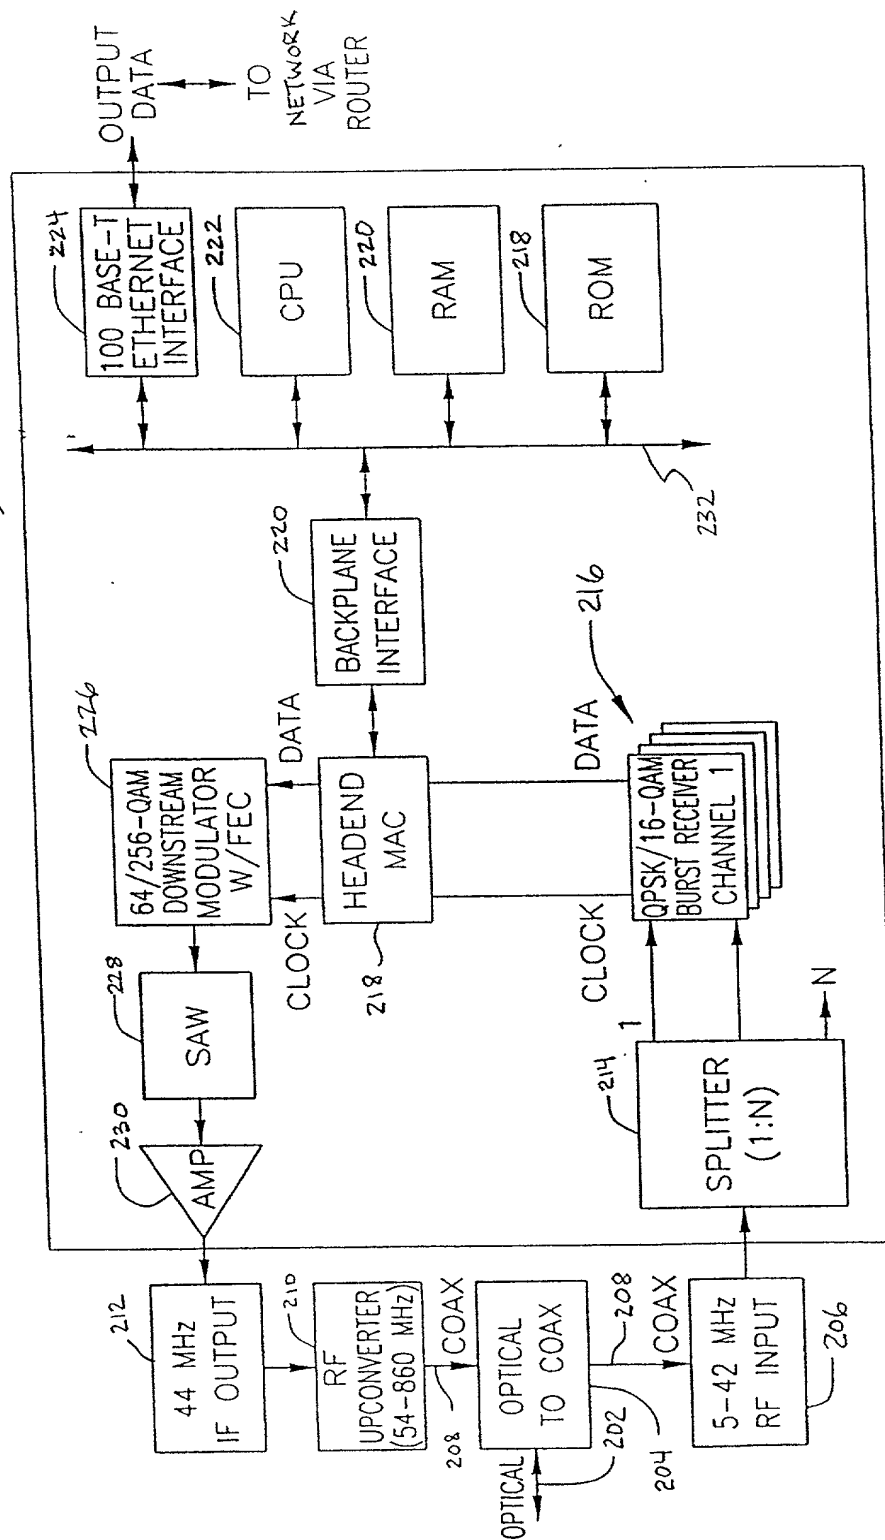 OUTPUT
DATA
TO
NETWORK
VIA
ROUTER
224
100 BASE-T
ETHERNET
INTERFACE
222
CPU
220
RAM
218
ROM
232
220
BACKPLANE
INTERFACE
216
226
64/256-QAM
DOWNSTREAM
MODULATOR
W/FEC
DATA
CLOCK
HEADEND
MAC
218
DATA
CLOCK
QPSK/16-QAM
BURST RECEIVER
CHANNEL 1
228
SAW
230
AMP
214
SPLITTER
(1:N)
1
N
212
44 MHz
IF OUTPUT
210
RF
UPCONVERTER
(54-860 MHz)
COAX
208
OPTICAL
TO COAX
OPTICAL
202
204
208
COAX
5-42 MHz
RF INPUT
206